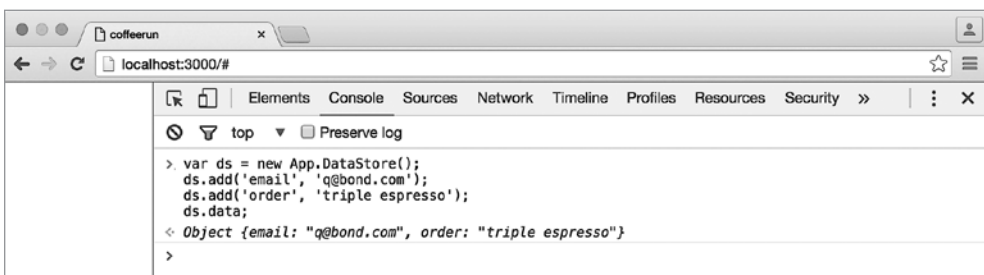 coffeerun
localhost:3000/#
Elements Console Sources Network Timeline Profiles Resources Security »
top ▼ Preserve log
> var ds = new App.DataStore();
ds.add('email', 'q@bond.com');
ds.add('order', 'triple espresso');
ds.data;
Object {email: "q@bond.com", order: "triple espresso"}
>